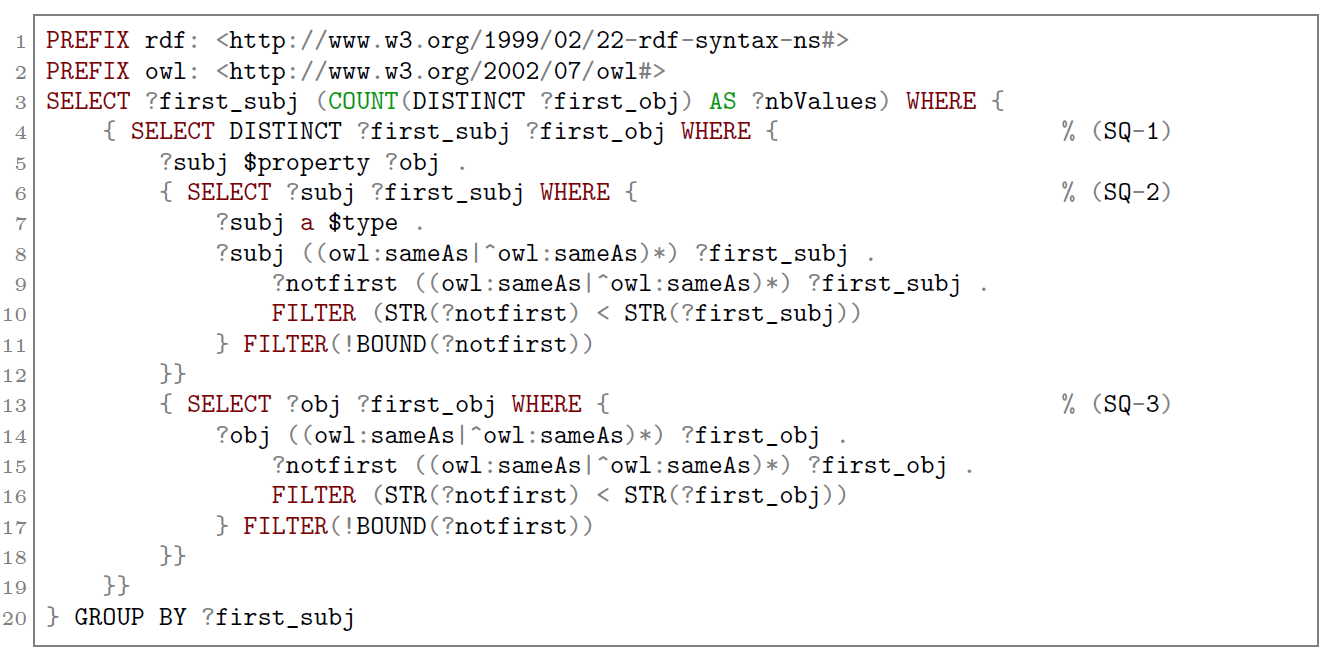 1 PREFIX rdf: <http://www.w3.org/1999/02/22-rdf-syntax-ns#>
2 PREFIX owl: <http://www.w3.org/2002/07/owl#>
3 SELECT ?first_subj (COUNT(DISTINCT ?first_obj) AS ?nbValues) WHERE {
4     { SELECT DISTINCT ?first_subj ?first_obj WHERE {                    % (SQ-1)
5         ?subj $property ?obj .
6         { SELECT ?subj ?first_subj WHERE {                              % (SQ-2)
7             ?subj a $type .
8             ?subj ((owl:sameAs|^owl:sameAs)*) ?first_subj .
9                 ?notfirst ((owl:sameAs|^owl:sameAs)*) ?first_subj .
10                 FILTER (STR(?notfirst) < STR(?first_subj))
11             } FILTER(!BOUND(?notfirst))
12         }}
13         { SELECT ?obj ?first_obj WHERE {                                % (SQ-3)
14             ?obj ((owl:sameAs|^owl:sameAs)*) ?first_obj .
15                 ?notfirst ((owl:sameAs|^owl:sameAs)*) ?first_obj .
16                 FILTER (STR(?notfirst) < STR(?first_obj))
17             } FILTER(!BOUND(?notfirst))
18         }}
19     }}
20 } GROUP BY ?first_subj